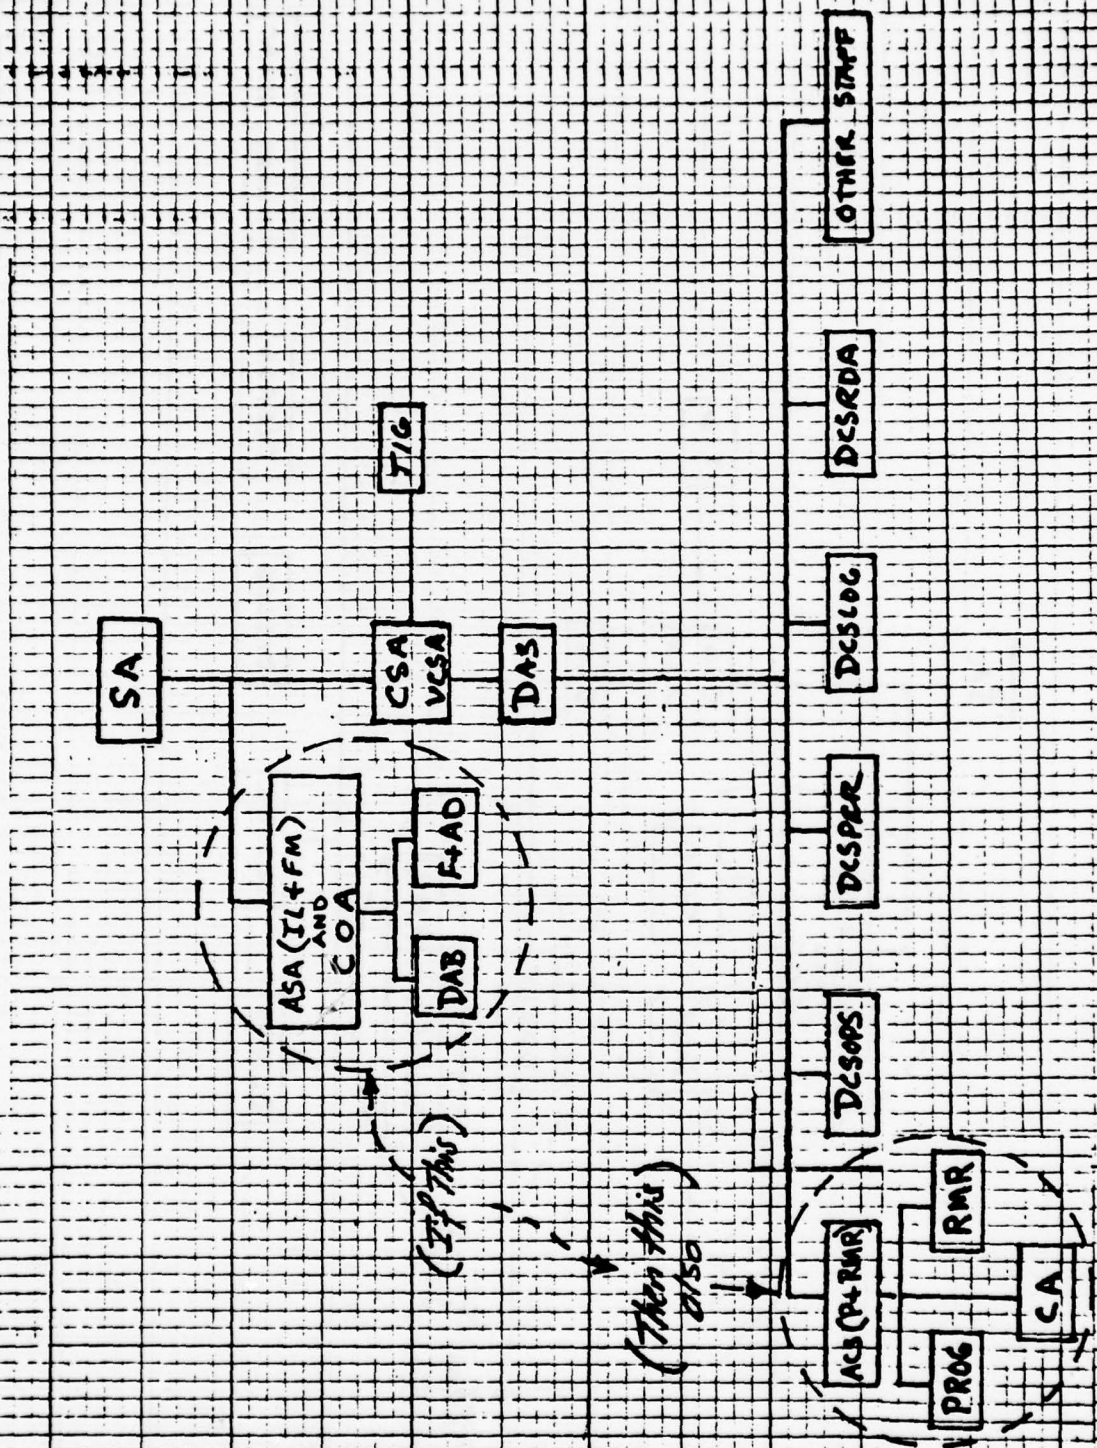 SA
ASA (IL+FM)
AND
COA
DAB
F+AD
CSA
VCSA
TIG
DAS
(If This)
(Then this
also)
ACS (P+RMR)
DCSOPS
DCSPER
DCSLOG
DCSRDA
OTHER STAFF
PROG
RMR
CA